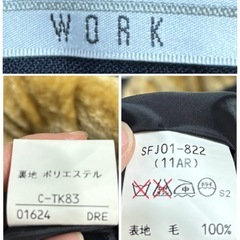 WORK
裏地 ポリエステル
C-TK83
01624 DRE
SFJ01-822
(11AR)
中
S2
表地 毛 100%